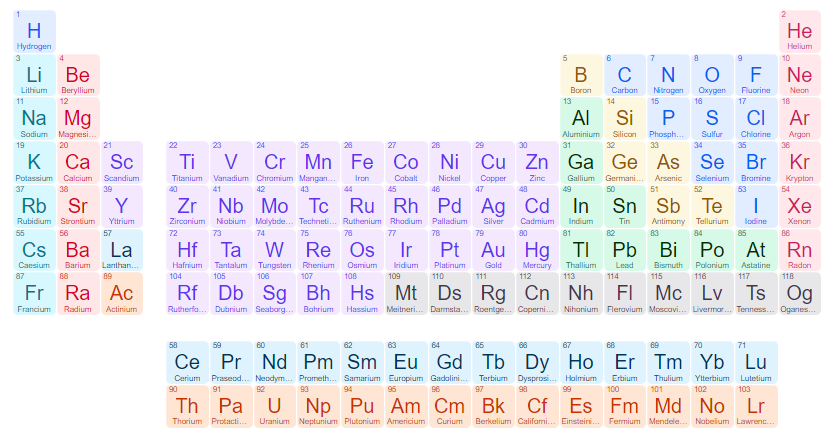 1 2
H He
Hydrogen Helium
3 4 5 6 7 8 9 10
Li Be B C N O F Ne
Lithium Beryllium Boron Carbon Nitrogen Oxygen Fluorine Neon
11 12 13 14 15 16 17 18
Na Mg Al Si P S Cl Ar
Sodium Magnesi... Aluminium Silicon Phosph... Sulfur Chlorine Argon
19 20 21 22 23 24 25 26 27 28 29 30 31 32 33 34 35 36
K Ca Sc Ti V Cr Mn Fe Co Ni Cu Zn Ga Ge As Se Br Kr
Potassium Calcium Scandium Titanium Vanadium Chromium Mangan... Iron Cobalt Nickel Copper Zinc Gallium Germani... Arsenic Selenium Bromine Krypton
37 38 39 40 41 42 43 44 45 46 47 48 49 50 51 52 53 54
Rb Sr Y Zr Nb Mo Tc Ru Rh Pd Ag Cd In Sn Sb Te I Xe
Rubidium Strontium Yttrium Zirconium Niobium Molybde... Techneti... Ruthenium Rhodium Palladium Silver Cadmium Indium Tin Antimony Tellurium Iodine Xenon
55 56 57 72 73 74 75 76 77 78 79 80 81 82 83 84 85 86
Cs Ba La Hf Ta W Re Os Ir Pt Au Hg Tl Pb Bi Po At Rn
Caesium Barium Lanthan... Hafnium Tantalum Tungsten Rhenium Osmium Iridium Platinum Gold Mercury Thallium Lead Bismuth Polonium Astatine Radon
87 88 89 104 105 106 107 108 109 110 111 112 113 114 115 116 117 118
Fr Ra Ac Rf Db Sg Bh Hs Mt Ds Rg Cn Nh Fl Mc Lv Ts Og
Francium Radium Actinium Rutherfo... Dubnium Seaborg... Bohrium Hassium Meitneri... Darmsta... Roentge... Coperni... Nihonium Flerovium Moscovi... Livermor... Tenness... Oganes...
58 59 60 61 62 63 64 65 66 67 68 69 70 71
Ce Pr Nd Pm Sm Eu Gd Tb Dy Ho Er Tm Yb Lu
Cerium Praseod... Neodym... Prometh... Samarium Europium Gadolini... Terbium Dysprosi... Holmium Erbium Thulium Ytterbium Lutetium
90 91 92 93 94 95 96 97 98 99 100 101 102 103
Th Pa U Np Pu Am Cm Bk Cf Es Fm Md No Lr
Thorium Protacti... Uranium Neptunium Plutonium Americium Curium Berkelium Californi... Einsteini... Fermium Mendele... Nobelium Lawrenc...